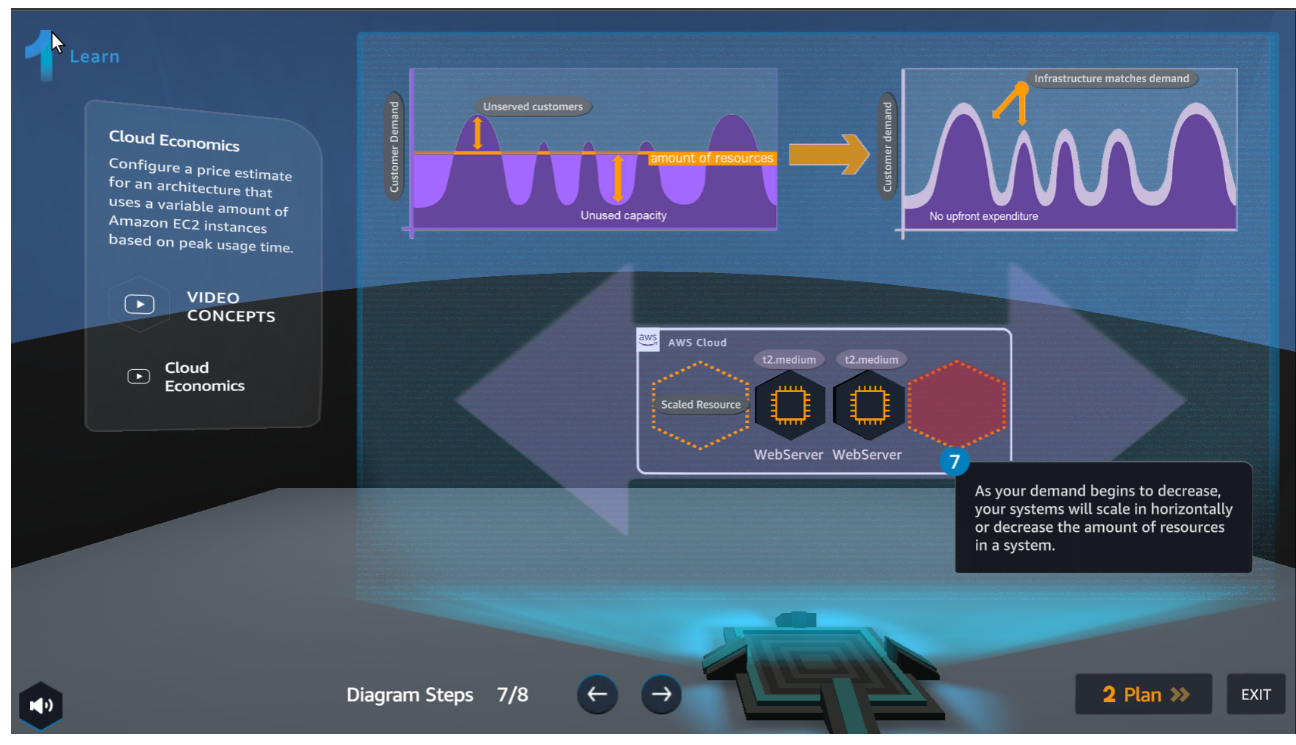 1 Learn
Cloud Economics
Configure a price estimate
for an architecture that
uses a variable amount of
Amazon EC2 instances
based on peak usage time.
VIDEO
CONCEPTS
Cloud
Economics
Customer Demand
Unserved customers
amount of resources
Unused capacity
Customer demand
Infrastructure matches demand
No upfront expenditure
aws
AWS Cloud
t2.medium
t2.medium
Scaled Resource
WebServer
WebServer
7
As your demand begins to decrease,
your systems will scale in horizontally
or decrease the amount of resources
in a system.
Diagram Steps 7/8
2 Plan
EXIT